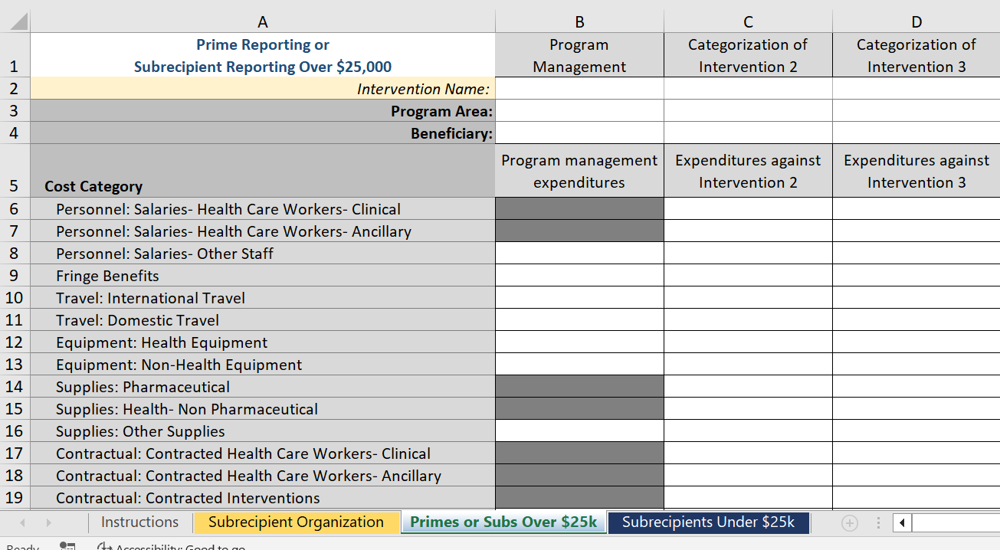 A B C D
1 Prime Reporting or
Subrecipient Reporting Over $25,000
Program
Management
Categorization of
Intervention 2
Categorization of
Intervention 3
2 Intervention Name:
3 Program Area:
4 Beneficiary:
5 Cost Category
Program management
expenditures
Expenditures against
Intervention 2
Expenditures against
Intervention 3
6 Personnel: Salaries- Health Care Workers- Clinical
7 Personnel: Salaries- Health Care Workers- Ancillary
8 Personnel: Salaries- Other Staff
9 Fringe Benefits
10 Travel: International Travel
11 Travel: Domestic Travel
12 Equipment: Health Equipment
13 Equipment: Non-Health Equipment
14 Supplies: Pharmaceutical
15 Supplies: Health- Non Pharmaceutical
16 Supplies: Other Supplies
17 Contractual: Contracted Health Care Workers- Clinical
18 Contractual: Contracted Health Care Workers- Ancillary
19 Contractual: Contracted Interventions
Instructions Subrecipient Organization Primes or Subs Over $25k Subrecipients Under $25k
Ready Accessibility: Good to go